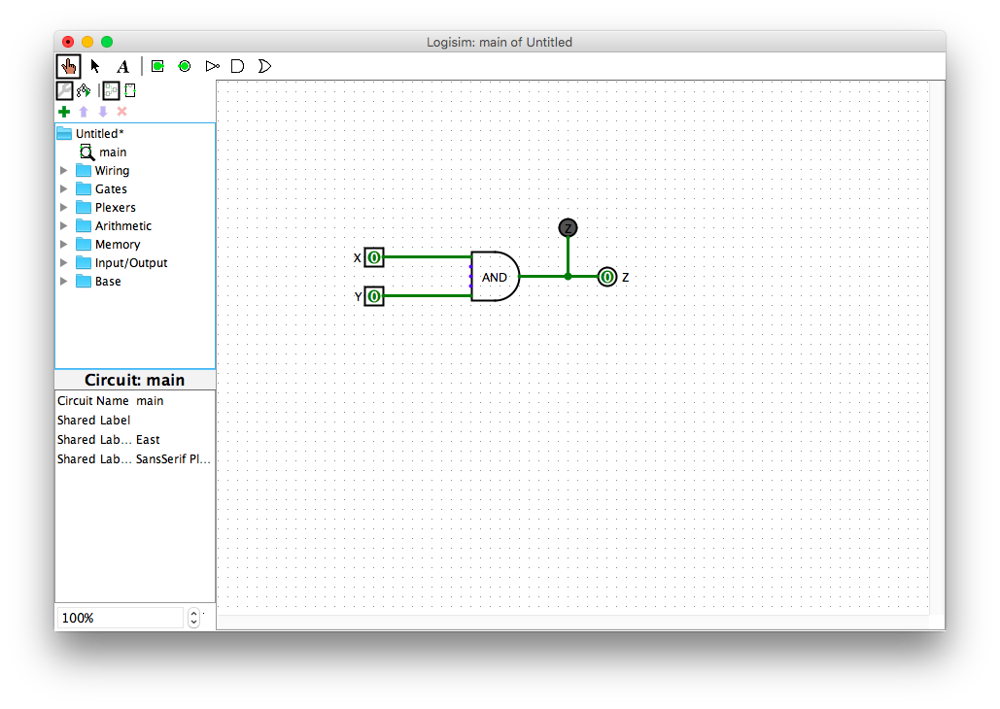 Logisim: main of Untitled
A
Untitled*
main
Wiring
Gates
Plexers
Arithmetic
Memory
Input/Output
Base
Circuit: main
Circuit Name main
Shared Label
Shared Lab... East
Shared Lab... SansSerif Pl...
100%
Z
X 0
AND
0 Z
Y 0